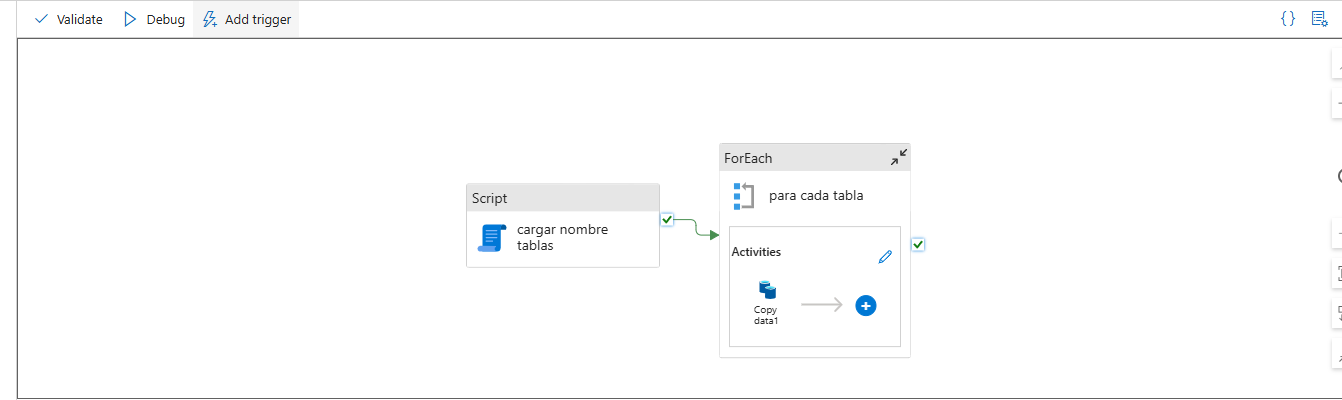 Validate Debug Add trigger {}
ForEach
para cada tabla
Script
cargar nombre
tablas
Activities
Copy
data1